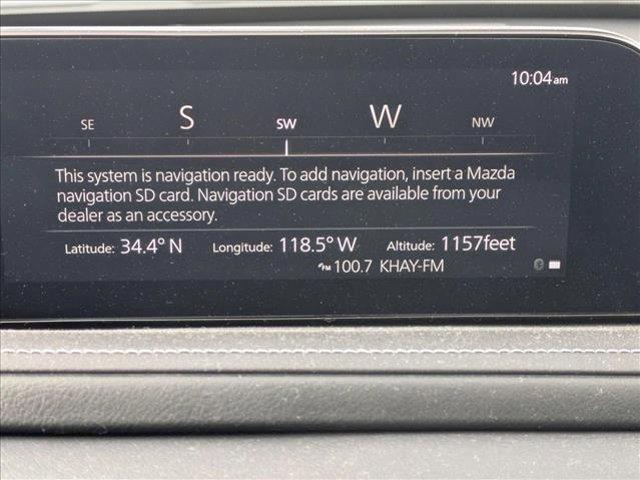 10:04am
SE S SW W NW
This system is navigation ready. To add navigation, insert a Mazda
navigation SD card. Navigation SD cards are available from your
dealer as an accessory.
Latitude: 34.4° N Longitude: 118.5° W Altitude: 1157feet
FM 100.7 KHAY-FM